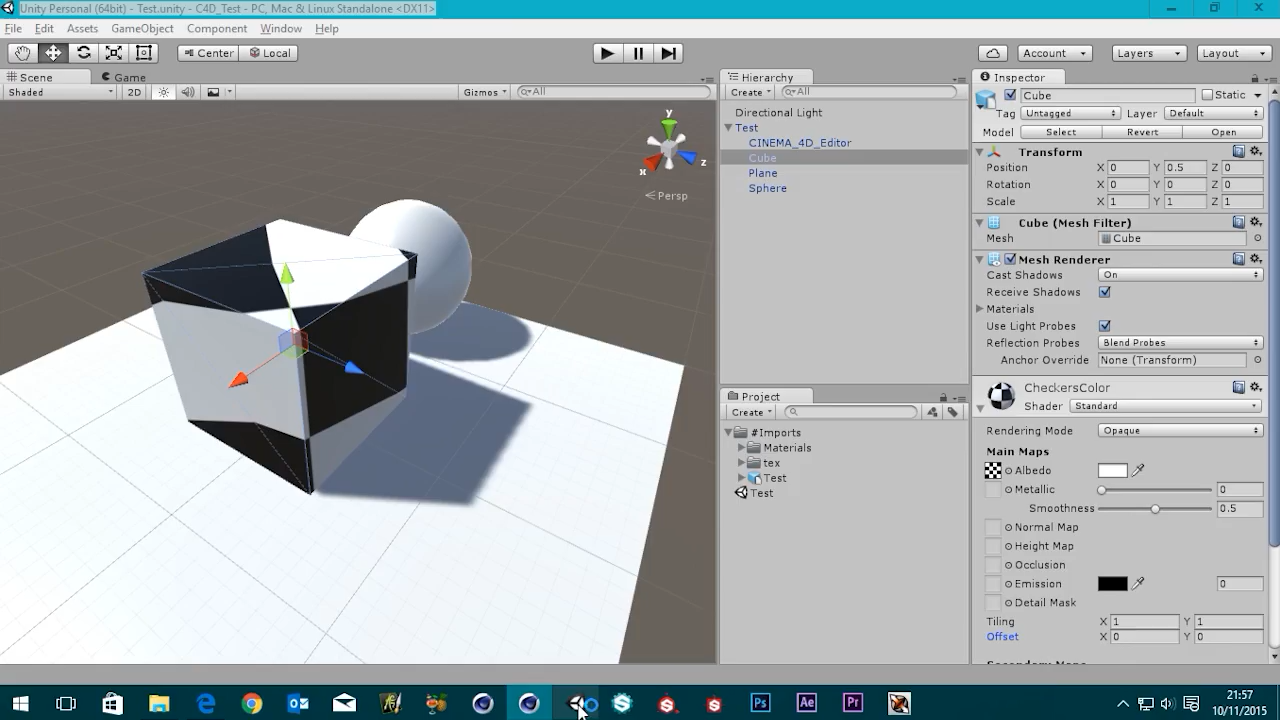 Unity Personal (64bit) - Test.unity - C4D_Test - PC, Mac & Linux Standalone <DX11>
File Edit Assets GameObject Component Window Help
Center Local Account Layers Layout
Scene Game
Shaded 2D Gizmos All
y
x z
Persp
Hierarchy
Create All
Directional Light
Test
CINEMA_4D_Editor
Cube
Plane
Sphere
Project
Create
#Imports
Materials
tex
Test
Test
Inspector
Cube Static
Tag Untagged Layer Default
Model Select Revert Open
Transform
Position X 0 Y 0.5 Z 0
Rotation X 0 Y 0 Z 0
Scale X 1 Y 1 Z 1
Cube (Mesh Filter)
Mesh Cube
Mesh Renderer
Cast Shadows On
Receive Shadows
Materials
Use Light Probes
Reflection Probes Blend Probes
Anchor Override None (Transform)
CheckersColor
Shader Standard
Rendering Mode Opaque
Main Maps
Albedo
Metallic 0
Smoothness 0.5
Normal Map
Height Map
Occlusion
Emission 0
Detail Mask
Tiling X 1 Y 1
Offset X 0 Y 0
Secondary Maps
Ps Ae Pr
21:57
10/11/2015